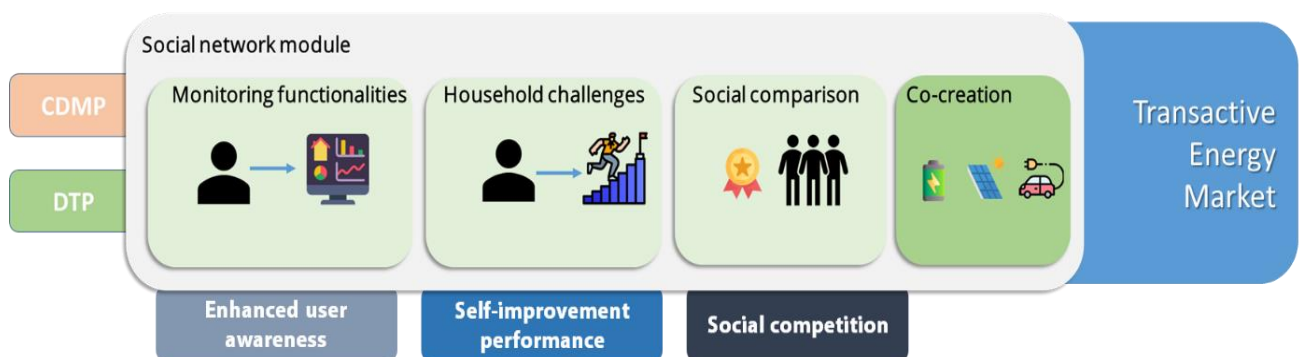 Social network module
CDMP
DTP
Monitoring functionalities
Household challenges
Social comparison
Co-creation
Transactive
Energy
Market
Enhanced user
awareness
Self-improvement
performance
Social competition